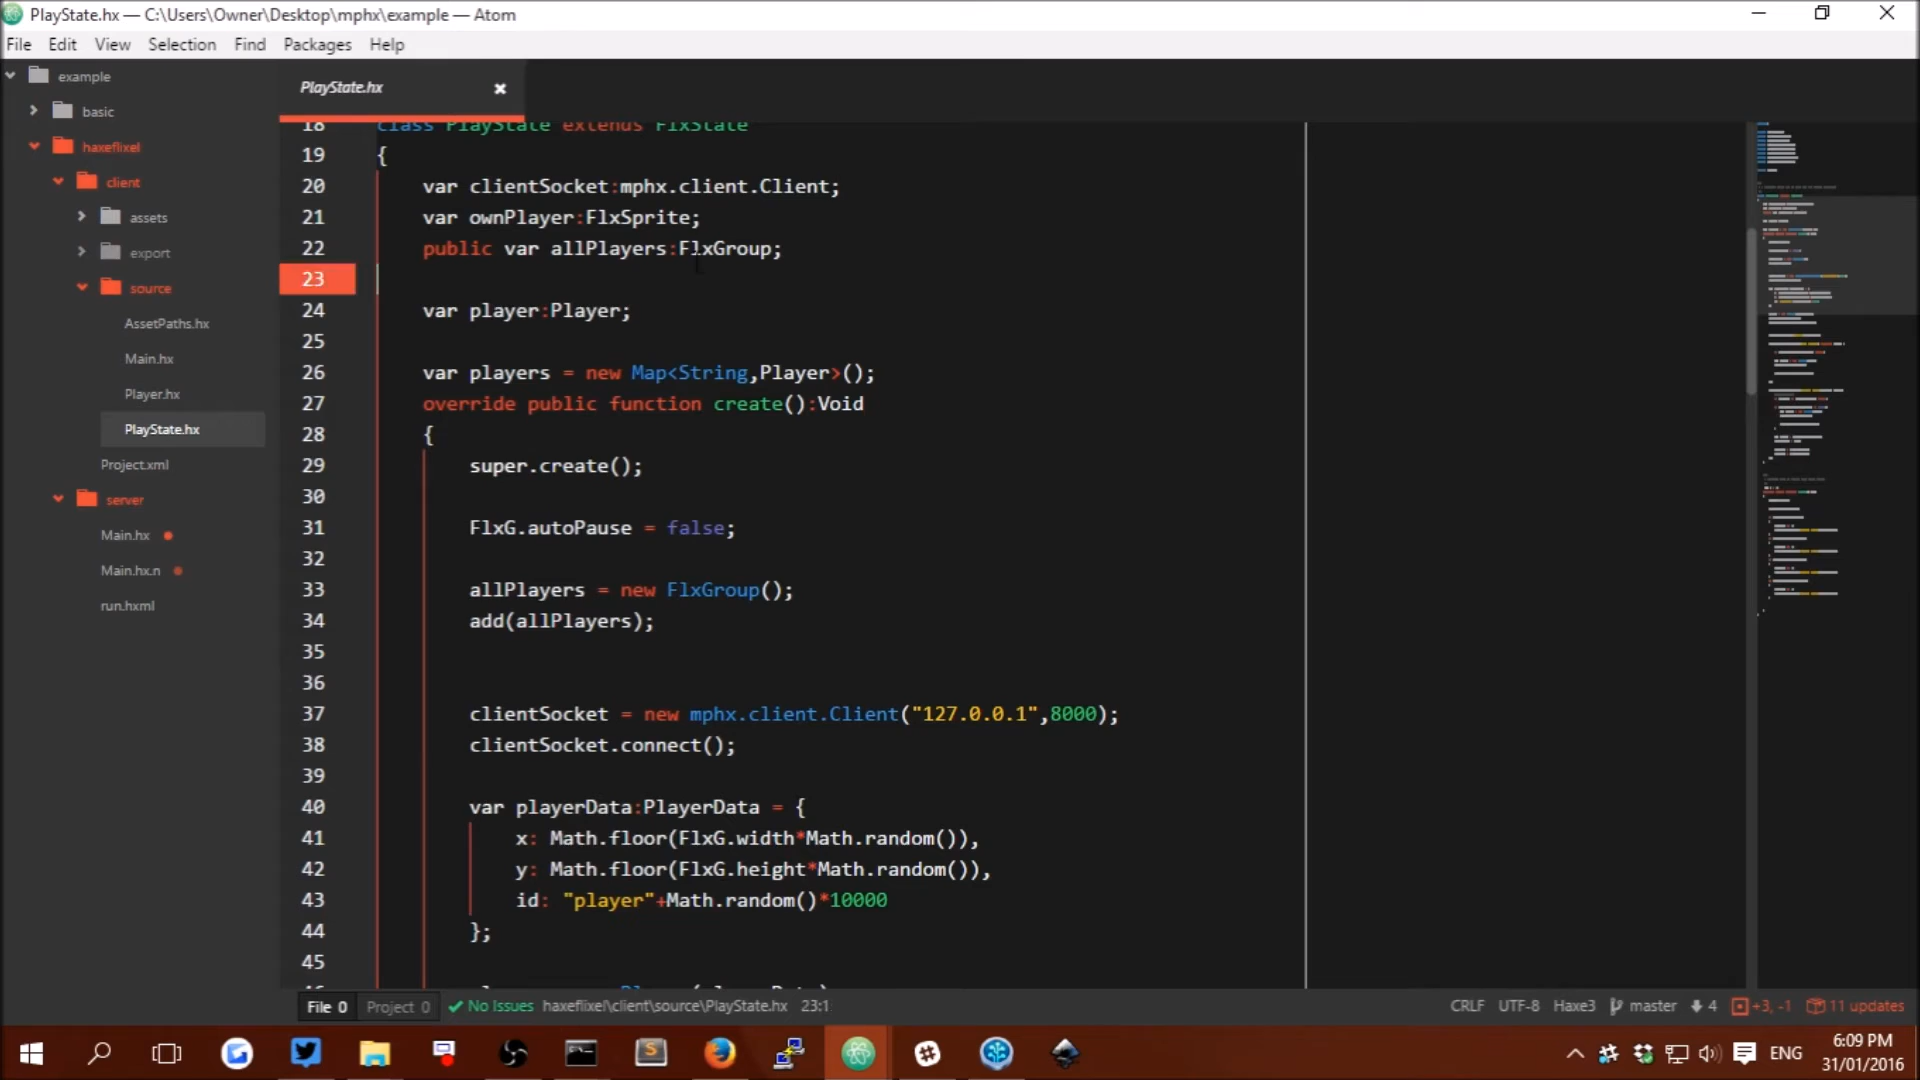 PlayState.hx — C:\Users\Owner\Desktop\mphx\example — Atom
File Edit View Selection Find Packages Help
example
basic
haxeflixel
client
assets
export
source
AssetPaths.hx
Main.hx
Player.hx
PlayState.hx
Project.xml
server
Main.hx
Main.hx.n
run.hxml
PlayState.hx
18 class PlayState extends FlxState
19 {
20 var clientSocket:mphx.client.Client;
21 var ownPlayer:FlxSprite;
22 public var allPlayers:FlxGroup;
23
24 var player:Player;
25
26 var players = new Map<String,Player>();
27 override public function create():Void
28 {
29 super.create();
30
31 FlxG.autoPause = false;
32
33 allPlayers = new FlxGroup();
34 add(allPlayers);
35
36
37 clientSocket = new mphx.client.Client("127.0.0.1",8000);
38 clientSocket.connect();
39
40 var playerData:PlayerData = {
41 x: Math.floor(FlxG.width*Math.random()),
42 y: Math.floor(FlxG.height*Math.random()),
43 id: "player"+Math.random()*10000
44 };
45
File 0 Project 0 No Issues haxeflixel\client\source\PlayState.hx 23:1 CRLF UTF-8 Haxe3 master 4 +3, -1 11 updates
ENG 6:09 PM
31/01/2016